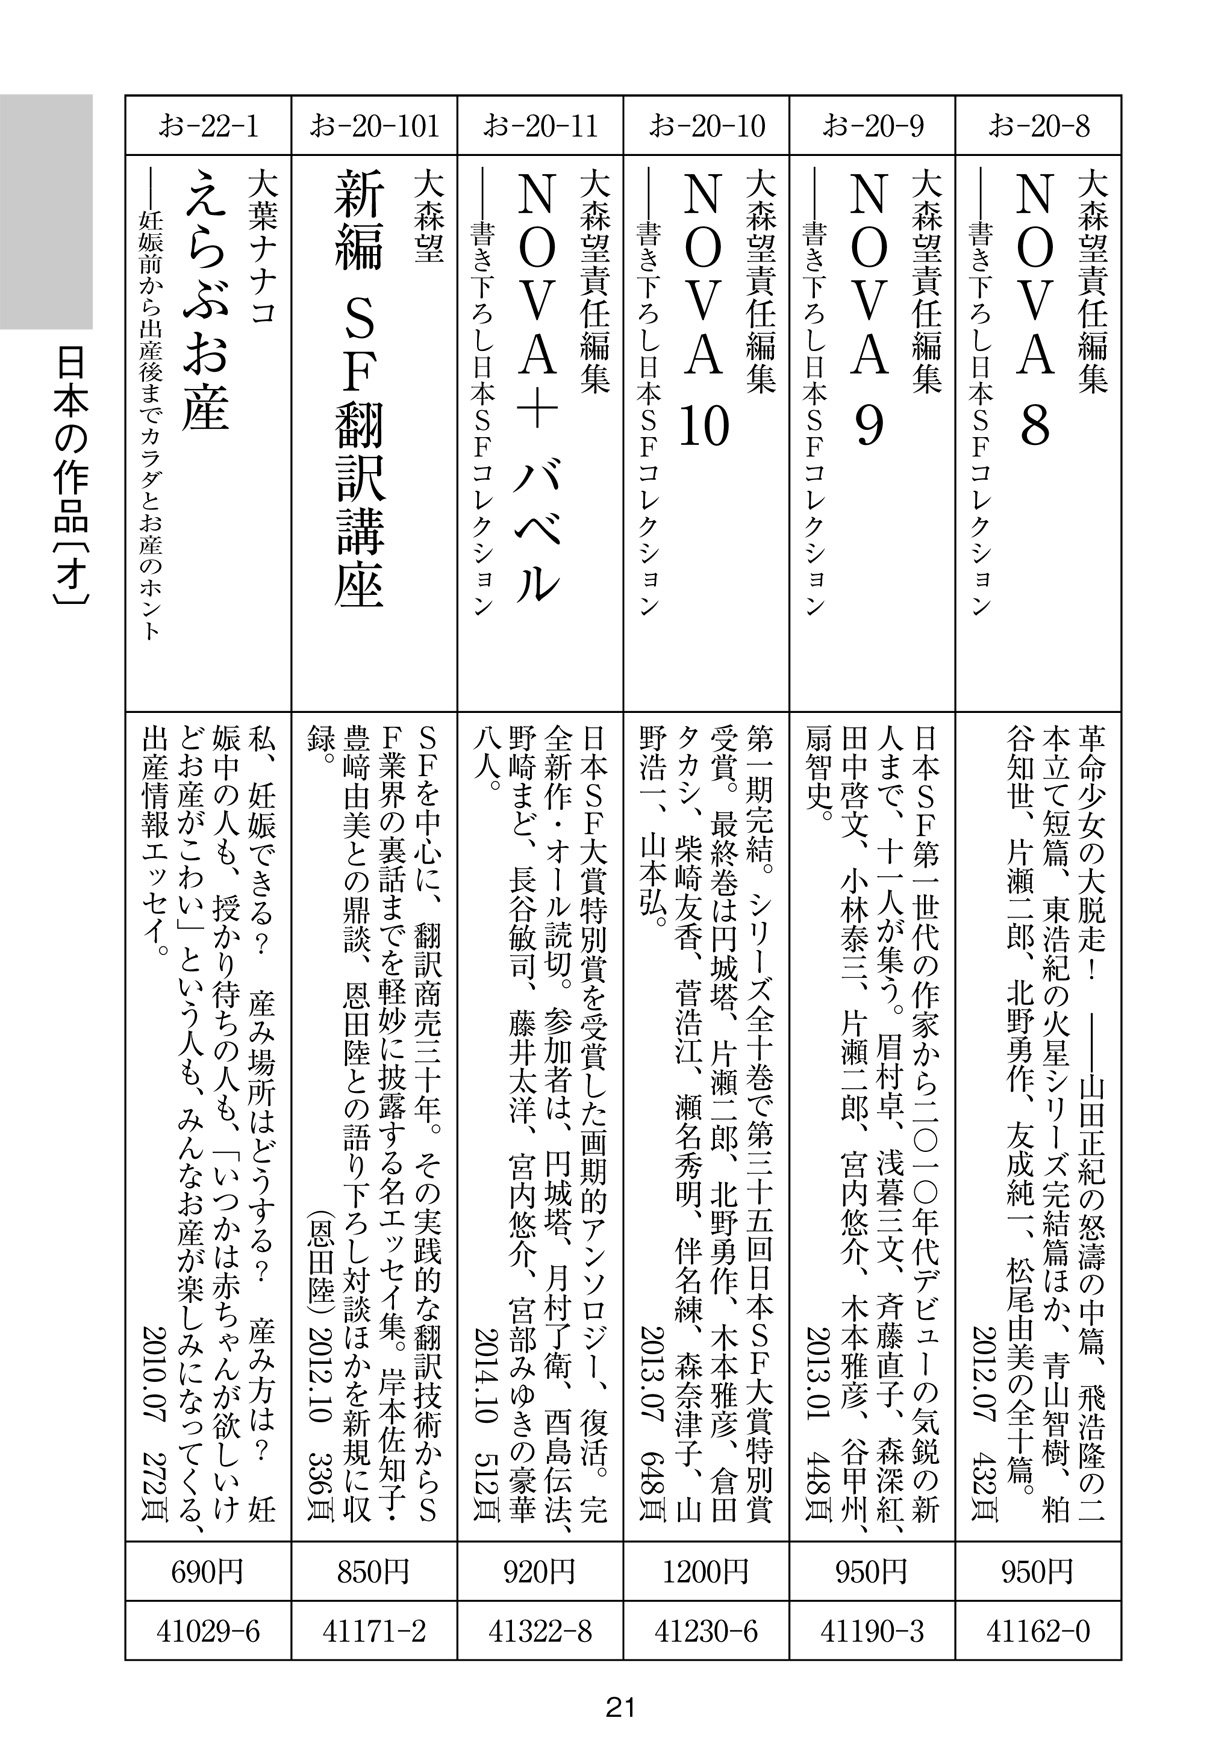 お-20-8
大森望責任編集
NOVA 8
――書き下ろし日本SFコレクション
革命少女の大脱走！ ――山田正紀の怒濤の中篇、飛浩隆の二
本立て短篇、東浩紀の火星シリーズ完結篇ほか、青山智樹、粕
谷知世、片瀬二郎、北野勇作、友成純一、松尾由美の全十篇。
2012.07 432頁
950円
41162-0
お-20-9
大森望責任編集
NOVA 9
――書き下ろし日本SFコレクション
日本SF第一世代の作家から二〇一〇年代デビューの気鋭の新
人まで、十一人が集う。眉村卓、浅暮三文、斉藤直子、森深紅、
田中啓文、小林泰三、片瀬二郎、宮内悠介、木本雅彦、谷甲州、
扇智史。
2013.01 448頁
950円
41190-3
お-20-10
大森望責任編集
NOVA 10
――書き下ろし日本SFコレクション
第一期完結。シリーズ全十巻で第三十五回日本SF大賞特別賞
受賞。最終巻は円城塔、片瀬二郎、北野勇作、木本雅彦、倉田
タカシ、柴崎友香、菅浩江、瀬名秀明、伴名練、森奈津子、山
野浩一、山本弘。
2013.07 648頁
1200円
41230-6
お-20-11
大森望責任編集
NOVA＋ バベル
――書き下ろし日本SFコレクション
日本SF大賞特別賞を受賞した画期的アンソロジー、復活。完
全新作・オール読切。参加者は、円城塔、月村了衛、酉島伝法、
野崎まど、長谷敏司、藤井太洋、宮内悠介、宮部みゆきの豪華
八人。
2014.10 512頁
920円
41322-8
お-20-101
大森望
新編 SF翻訳講座
SFを中心に、翻訳商売三十年。その実践的な翻訳技術からS
F業界の裏話までを軽妙に披露する名エッセイ集。岸本佐知子・
豊﨑由美との鼎談、恩田陸との語り下ろし対談ほかを新規に収
録。
（恩田陸） 2012.10 336頁
850円
41171-2
お-22-1
大葉ナナコ
えらぶお産
――妊娠前から出産後までカラダとお産のホント
私、妊娠できる？ 産み場所はどうする？ 産み方は？ 妊
娠中の人も、授かり待ちの人も、「いつかは赤ちゃんが欲しいけ
どお産がこわい」という人も、みんなお産が楽しみになってくる、
出産情報エッセイ。
2010.07 272頁
690円
41029-6
日本の作品〔オ〕
21